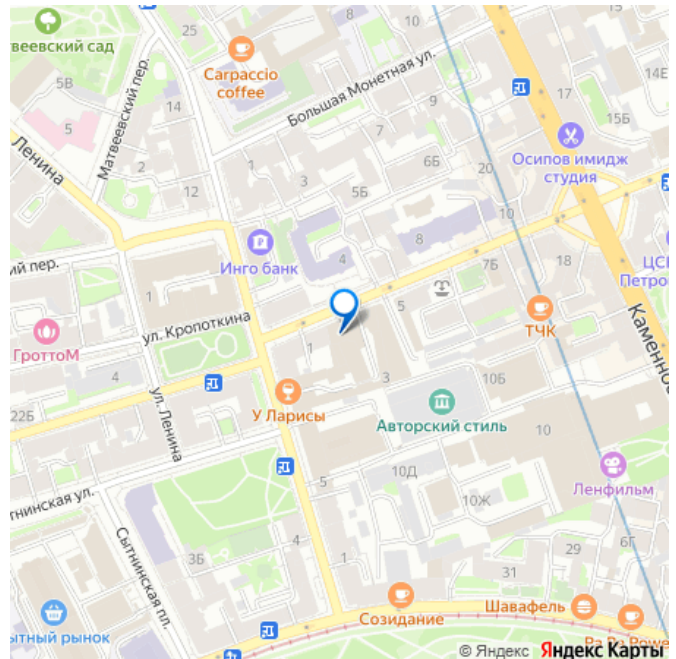 вевский сад
25
5В
5
14
Матвеевский пер.
12
2
Ленина
Carpaccio
coffee
8
10
Большая Монетная ул.
9
7
6Б
5Б
3
1
17
14Е
15Б
Осипов имидж
студия
20
10
8
4
Инго банк
ий пер.
ул. Кропоткина
1
ГроттоМ
4
22Б
ул. Ленина
1
5
3
7Б
18
ТЧК
ЦС
Петро
Каменно
У Ларисы
10Б
Авторский стиль
10
Ленфильм
тнинская ул.
Сытнинская пл.
3Б
4
5
10Д
10Ж
1
29
6Г
31
ытный рынок
Созидание
Шавафель
© Яндекс Яндекс Карты